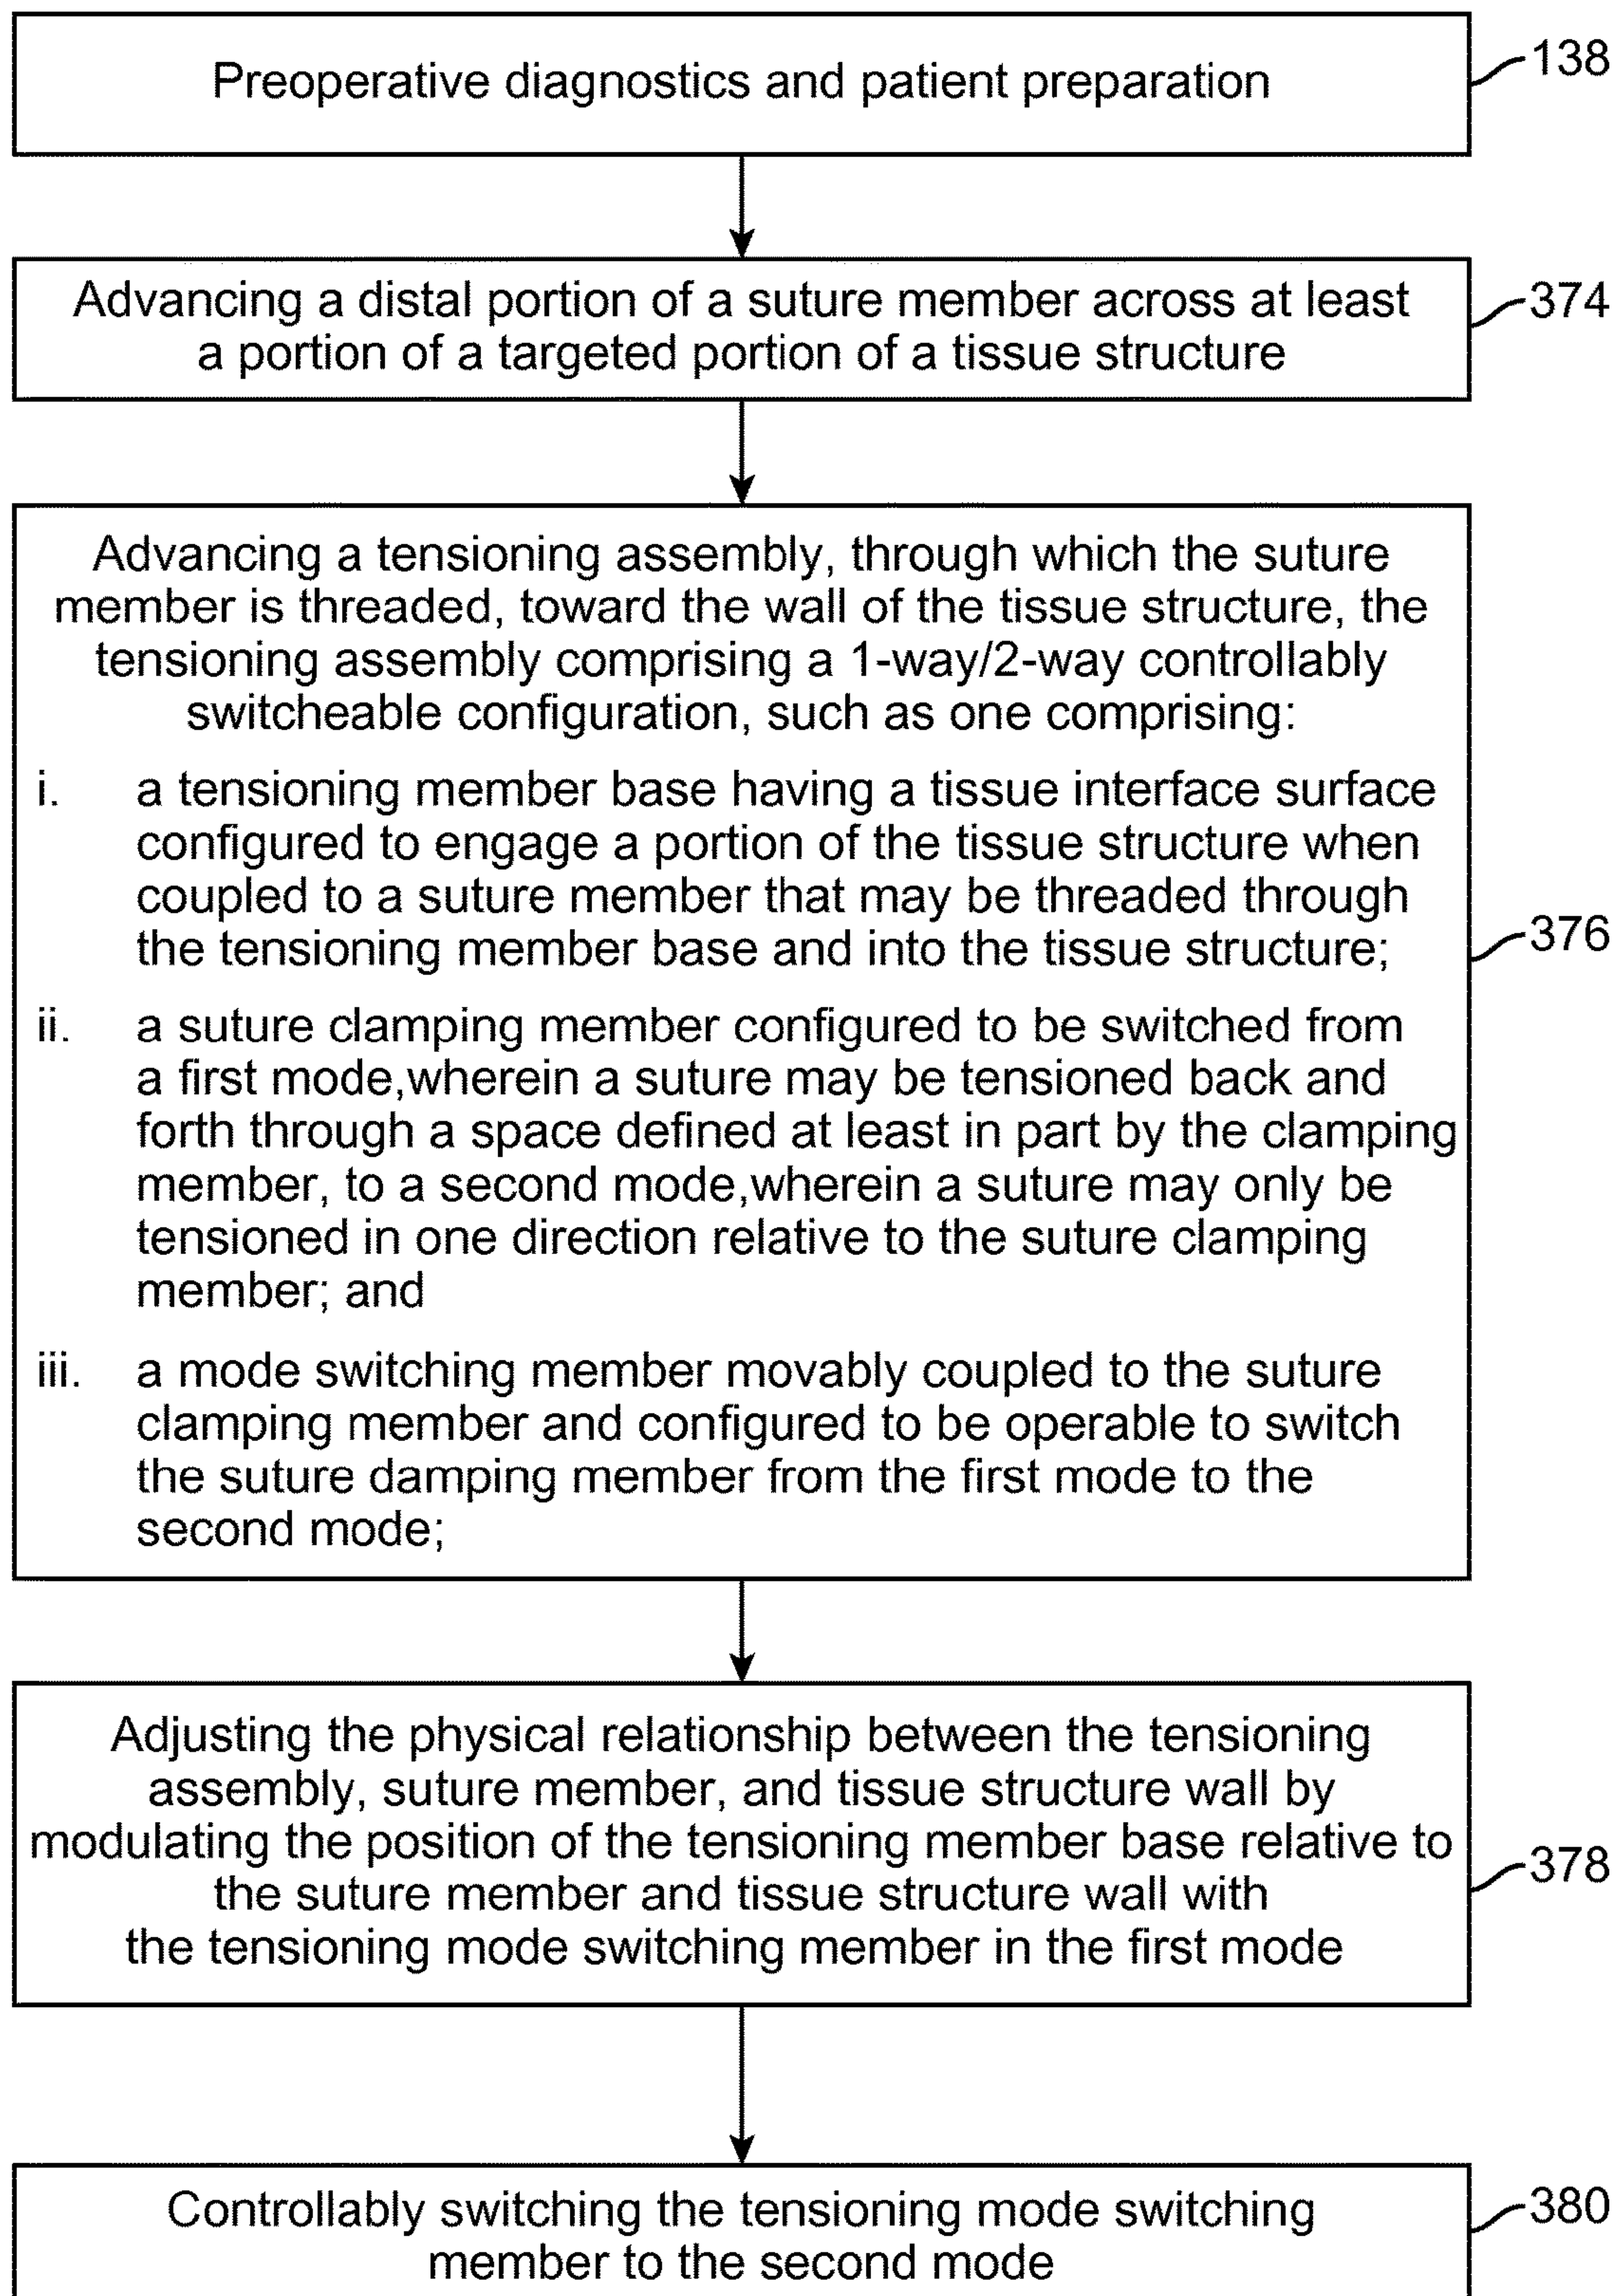 Preoperative diagnostics and patient preparation
138
Advancing a distal portion of a suture member across at least
a portion of a targeted portion of a tissue structure
374
Advancing a tensioning assembly, through which the suture
member is threaded, toward the wall of the tissue structure, the
tensioning assembly comprising a 1-way/2-way controllably
switcheable configuration, such as one comprising:
i. a tensioning member base having a tissue interface surface
configured to engage a portion of the tissue structure when
coupled to a suture member that may be threaded through
the tensioning member base and into the tissue structure;
376
ii. a suture clamping member configured to be switched from
a first mode,wherein a suture may be tensioned back and
forth through a space defined at least in part by the clamping
member, to a second mode,wherein a suture may only be
tensioned in one direction relative to the suture clamping
member; and
iii. a mode switching member movably coupled to the suture
clamping member and configured to be operable to switch
the suture damping member from the first mode to the
second mode;
Adjusting the physical relationship between the tensioning
assembly, suture member, and tissue structure wall by
modulating the position of the tensioning member base relative to
the suture member and tissue structure wall with
the tensioning mode switching member in the first mode
378
Controllably switching the tensioning mode switching
member to the second mode
380